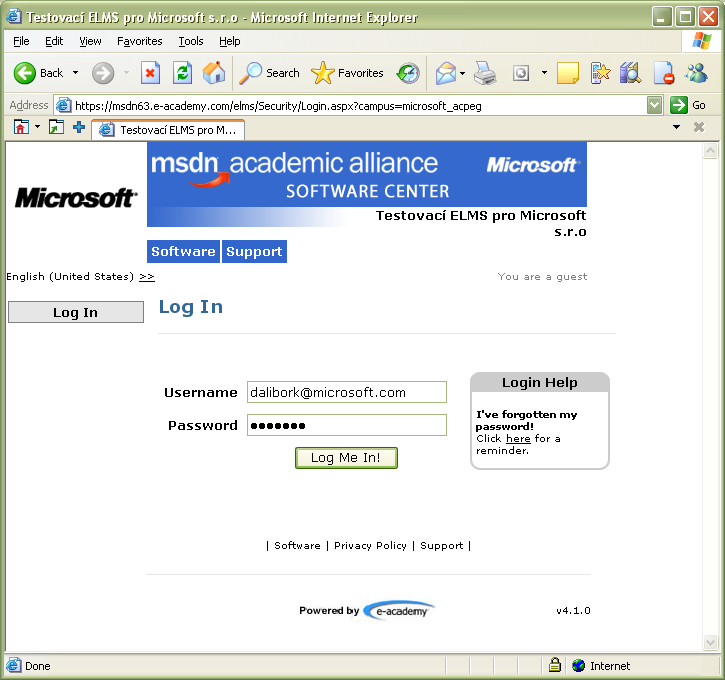 Testovací ELMS pro Microsoft s.r.o - Microsoft Internet Explorer
File Edit View Favorites Tools Help
Back Search Favorites
Address https://msdn63.e-academy.com/elms/Security/Login.aspx?campus=microsoft_acpeg Go
Testovací ELMS pro M...
Microsoft
msdn academic alliance Microsoft
SOFTWARE CENTER
Testovací ELMS pro Microsoft
s.r.o
Software Support
English (United States) >> You are a guest
Log In
Log In
Username dalibork@microsoft.com
Password •••••••
Log Me In!
Login Help
I've forgotten my
password!
Click here for a
reminder.
| Software | Privacy Policy | Support |
Powered by e-academy v4.1.0
Done Internet